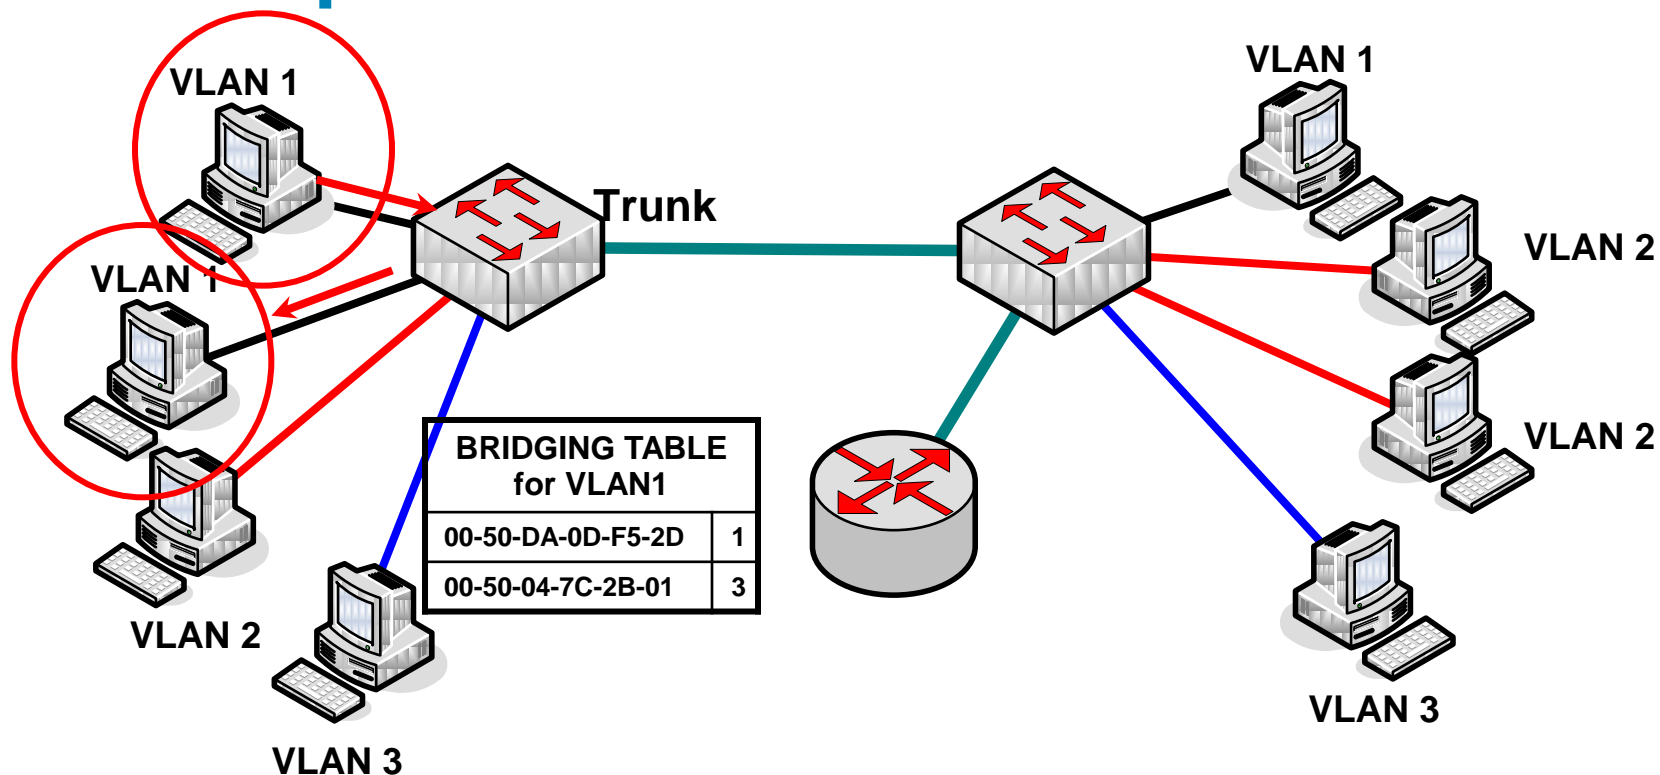 VLAN 1
VLAN 1
Trunk
VLAN 2
VLAN 1
BRIDGING TABLE
for VLAN1
00-50-DA-0D-F5-2D 1
00-50-04-7C-2B-01 3
VLAN 2
VLAN 2
VLAN 3
VLAN 3